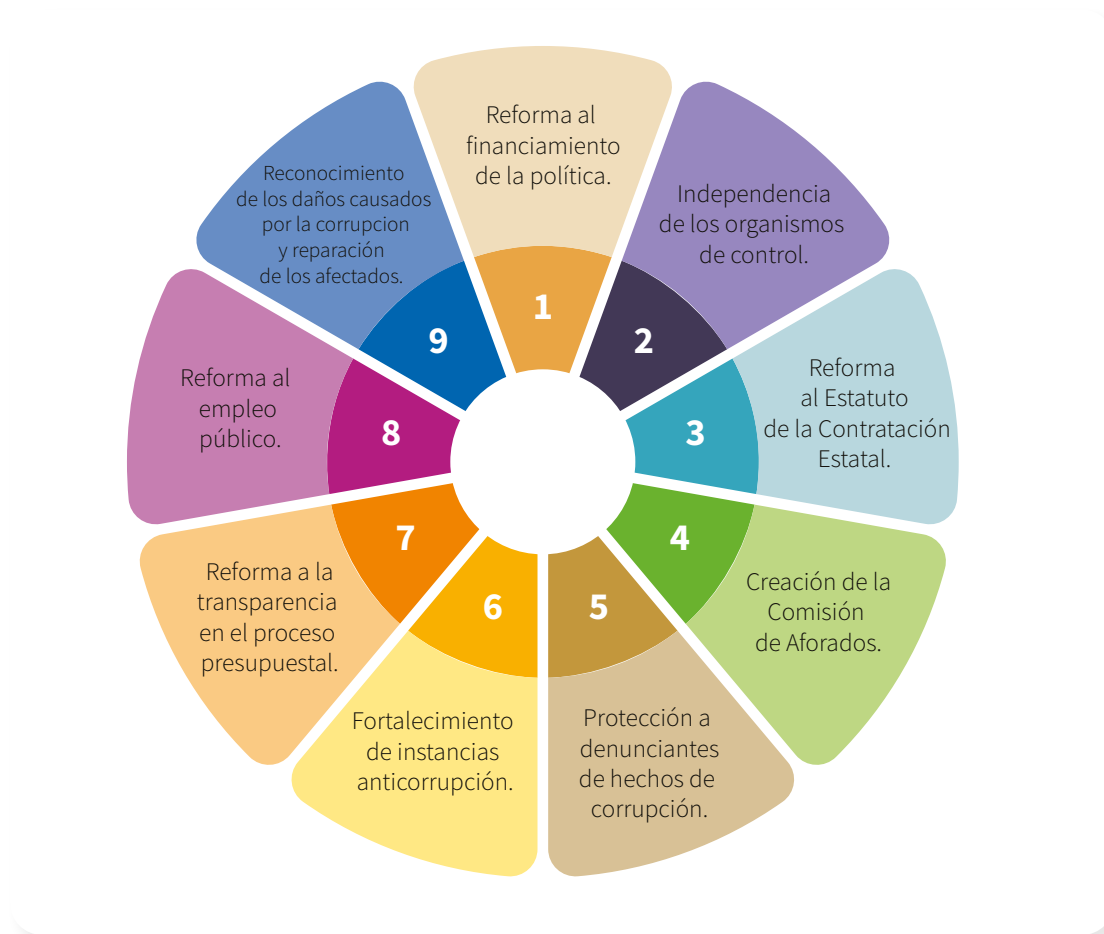 1
Reforma al
financiamiento
de la política.
2
Independencia
de los organismos
de control.
3
Reforma
al Estatuto
de la Contratación
Estatal.
4
Creación de la
Comisión
de Aforados.
5
Protección a
denunciantes
de hechos de
corrupción.
6
Fortalecimiento
de instancias
anticorrupción.
7
Reforma a la
transparencia
en el proceso
presupuestal.
8
Reforma al
empleo
público.
9
Reconocimiento
de los daños causados
por la corrupcion
y reparación
de los afectados.